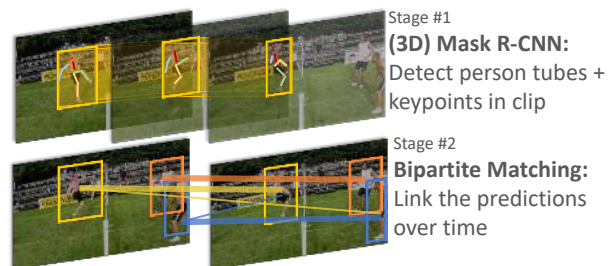 Stage #1
(3D) Mask R-CNN:
Detect person tubes +
keypoints in clip
Stage #2
Bipartite Matching:
Link the predictions
over time